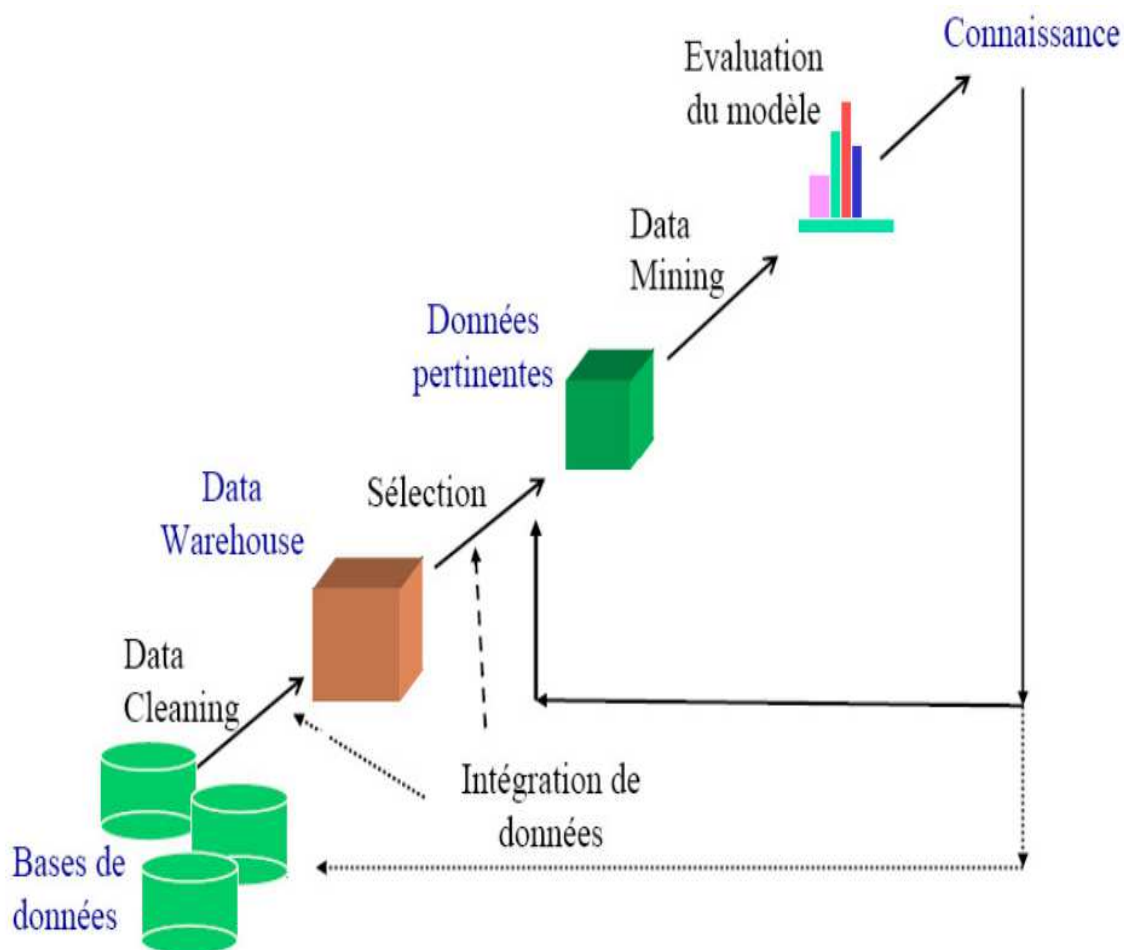 Connaissance
Evaluation
du modèle
Data
Mining
Données
pertinentes
Sélection
Data
Warehouse
Data
Cleaning
Intégration de
données
Bases de
données